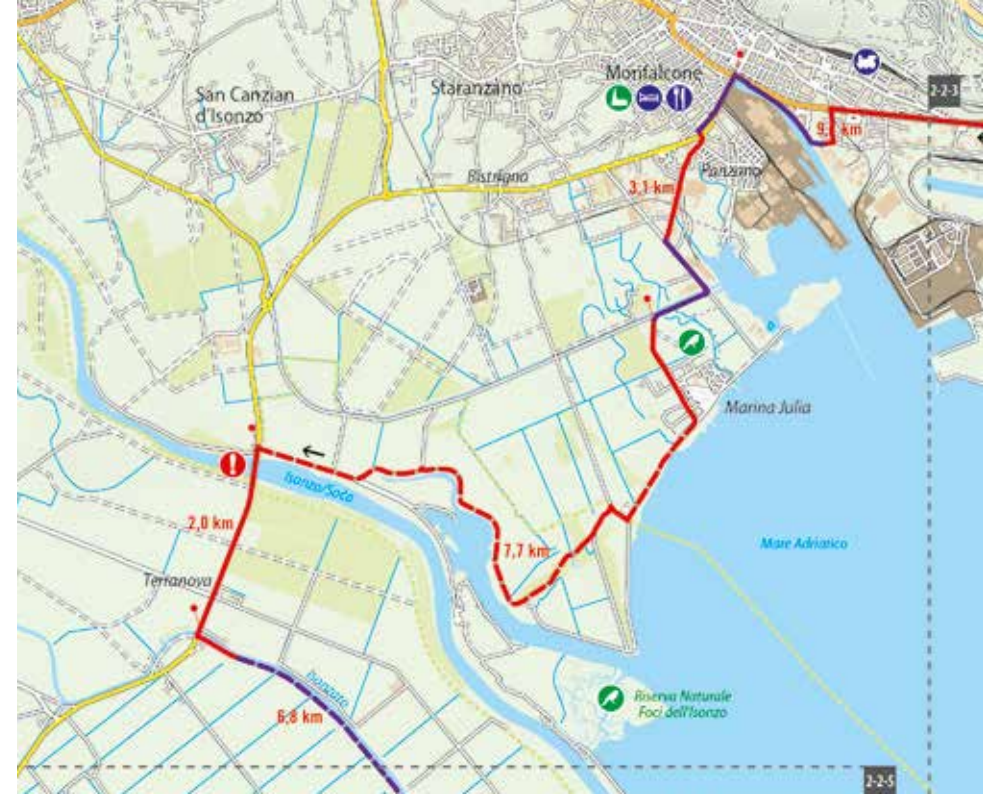 Monfalcone
Staranzano
San Canzian
d'Isonzo
2-2-3
km
Panzano
Bistrigna
3,1 km
Marina Julia
Isonzo/Soča
2,0 km
7,7 km
Mare Adriatico
Terranova
Isonzato
6,8 km
Riserva Naturale
Foci dell'Isonzo
2-2-5